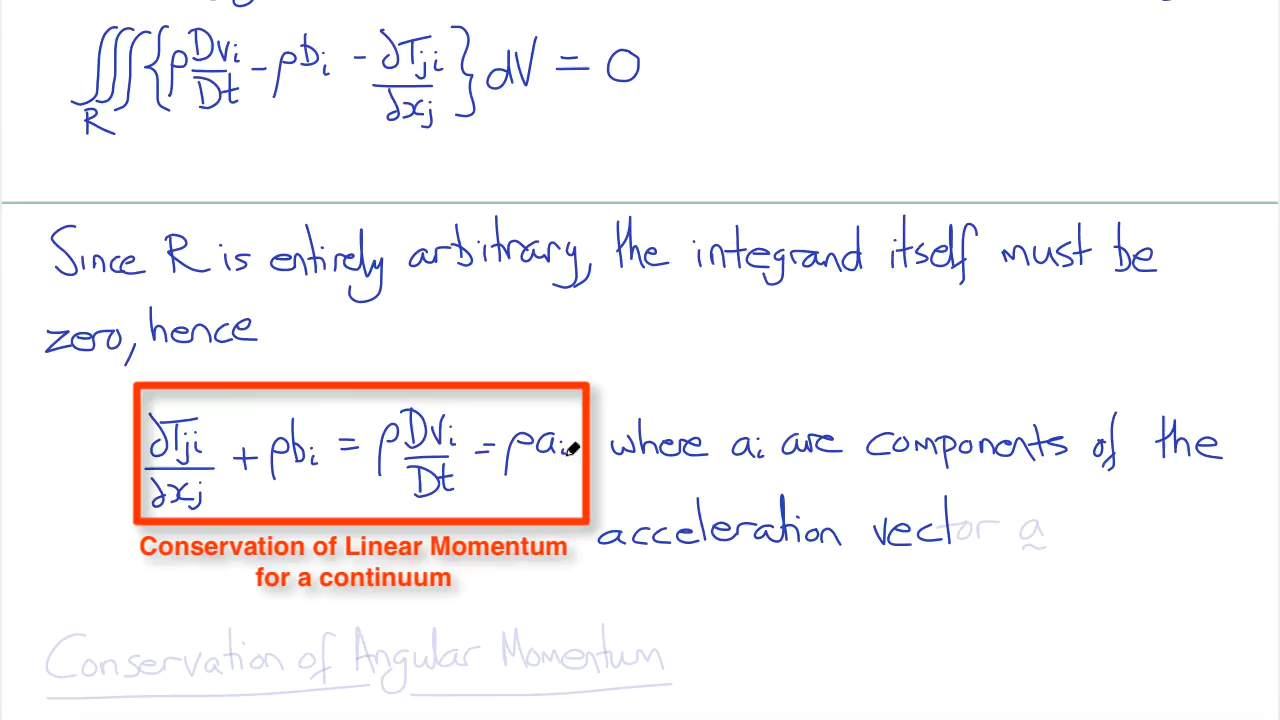 ∭_R {ρ Dv_i/Dt - ρb_i - ∂T_ji/∂x_j} dV = 0
Since R is entirely arbitrary, the integrand itself must be
zero, hence
∂T_ji/∂x_j + ρb_i = ρ Dv_i/Dt = ρa_i where a_i are components of the
acceleration vector a
Conservation of Linear Momentum
for a continuum
Conservation of Angular Momentum